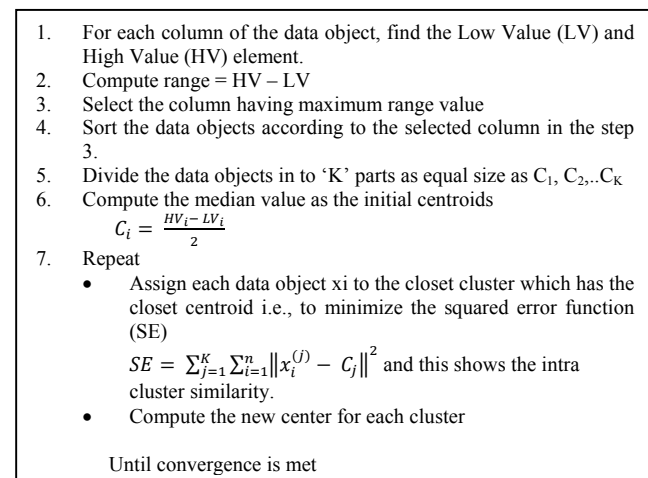 1. For each column of the data object, find the Low Value (LV) and
High Value (HV) element.
2. Compute range = HV – LV
3. Select the column having maximum range value
4. Sort the data objects according to the selected column in the step
3.
5. Divide the data objects in to ‘K’ parts as equal size as C₁, C₂,..C_K
6. Compute the median value as the initial centroids
C_i = (HV_i − LV_i) / 2
7. Repeat
• Assign each data object xi to the closet cluster which has the
closet centroid i.e., to minimize the squared error function
(SE)
SE = ∑_{j=1}^{K} ∑_{i=1}^{n} ‖x_i^{(j)} − C_j‖² and this shows the intra
cluster similarity.
• Compute the new center for each cluster
Until convergence is met